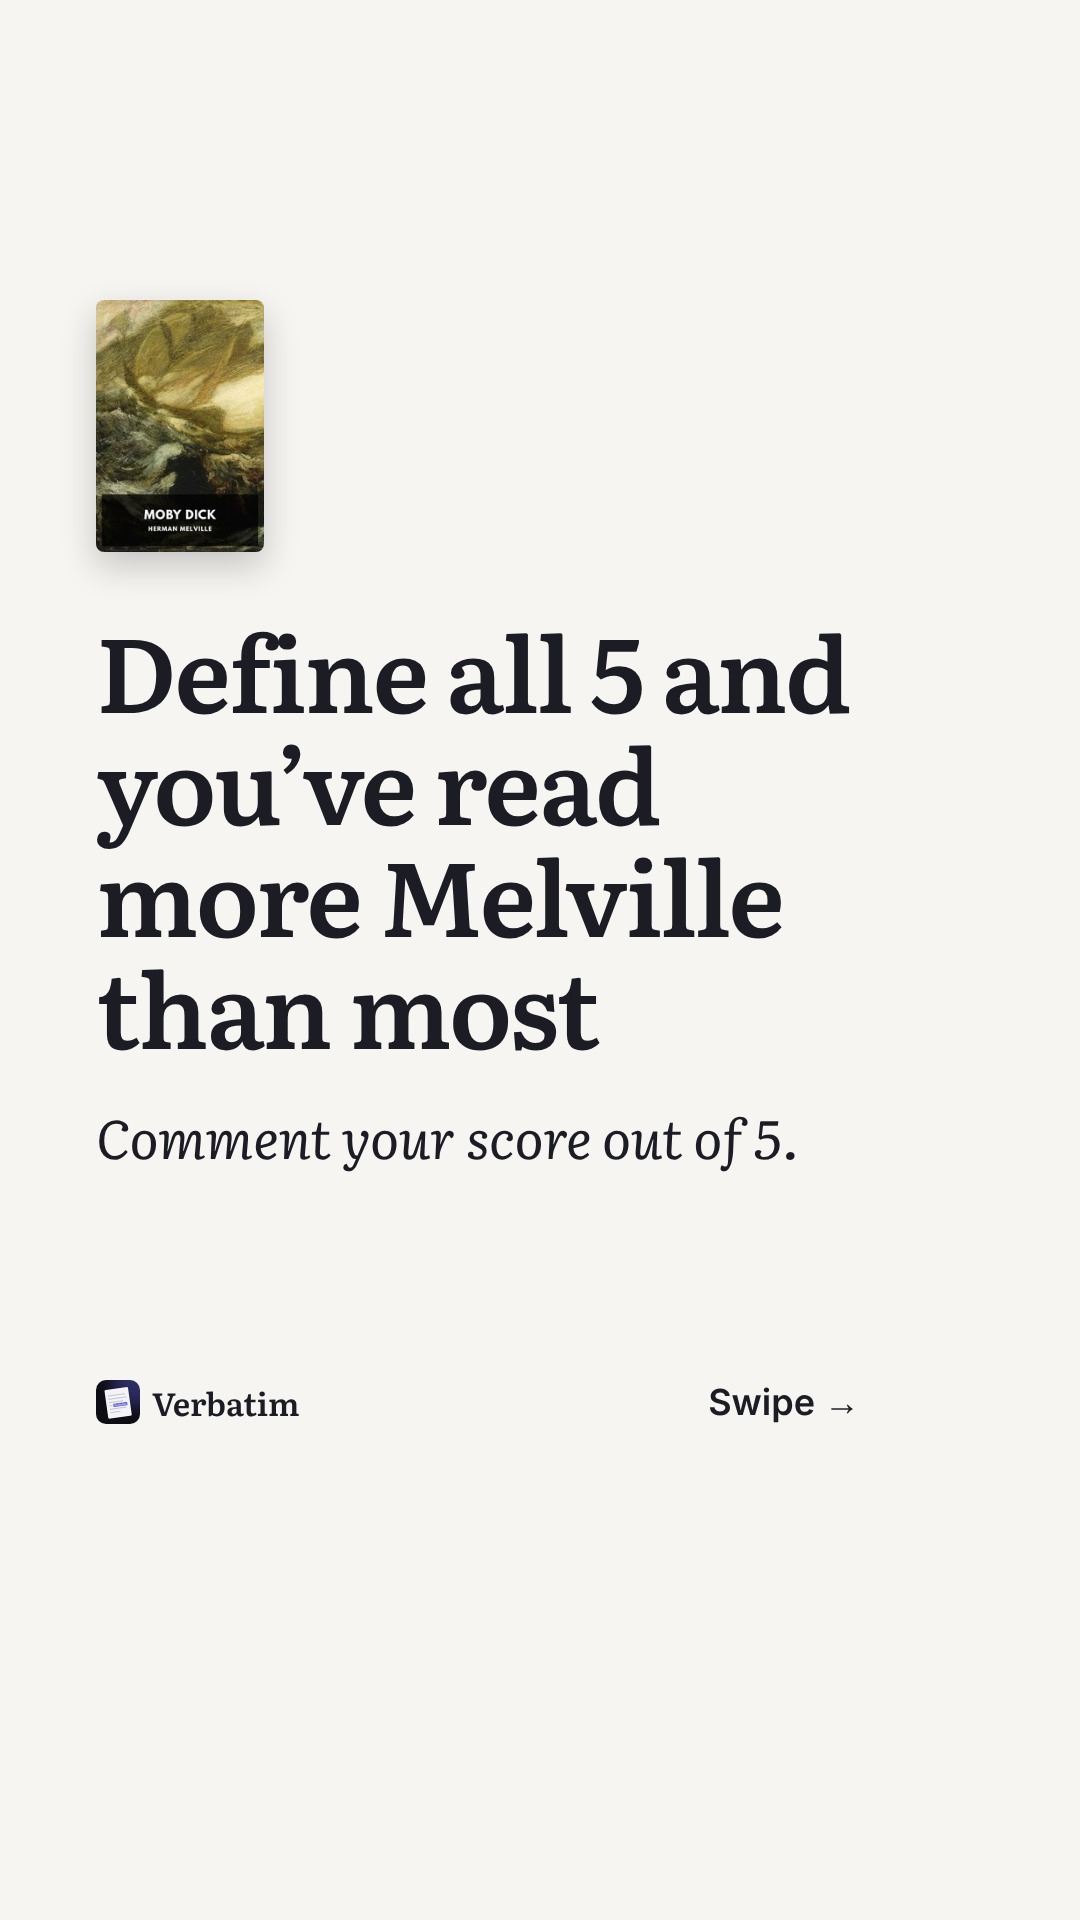 MOBY DICK
HERMAN MELVILLE
Define all 5 and
you’ve read
more Melville
than most
Comment your score out of 5.
Verbatim
Swipe →